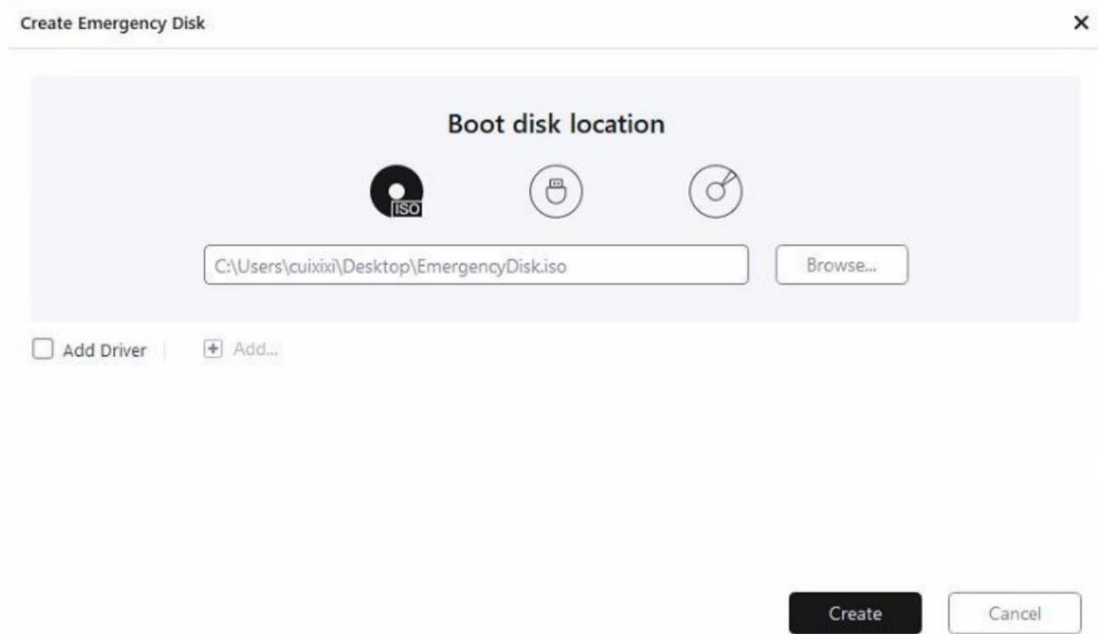 Create Emergency Disk
Boot disk location
ISO
C:\Users\cuixixi\Desktop\EmergencyDisk.iso
Browse...
Add Driver
Add...
Create
Cancel